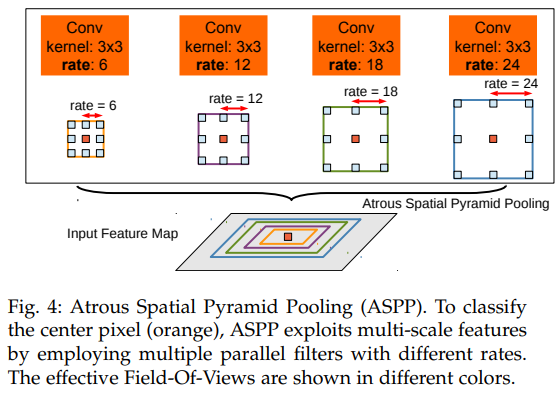 Conv
kernel: 3x3
rate: 6
Conv
kernel: 3x3
rate: 12
Conv
kernel: 3x3
rate: 18
Conv
kernel: 3x3
rate: 24
rate = 6
rate = 12
rate = 18
rate = 24
Atrous Spatial Pyramid Pooling
Input Feature Map
Fig. 4: Atrous Spatial Pyramid Pooling (ASPP). To classify
the center pixel (orange), ASPP exploits multi-scale features
by employing multiple parallel filters with different rates.
The effective Field-Of-Views are shown in different colors.